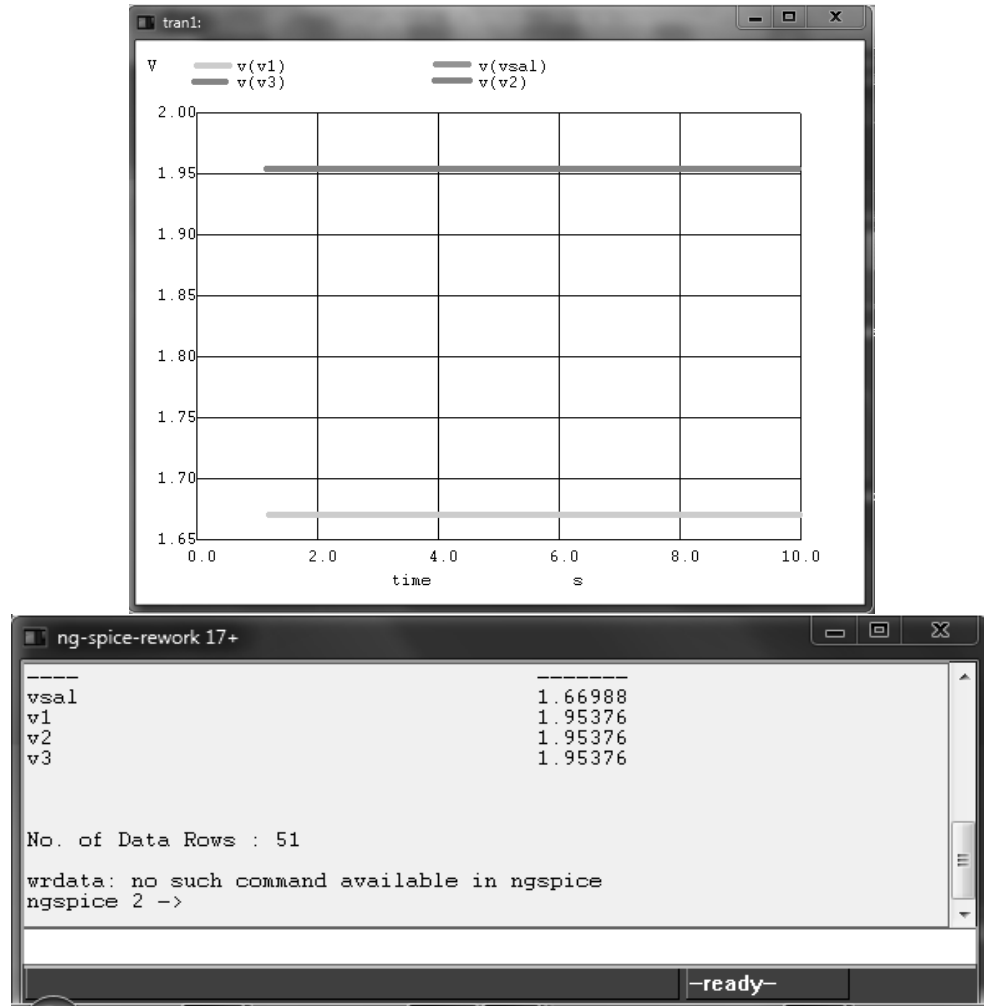 tran1:
V v(v1) v(vsal)
v(v3) v(v2)
2.00
1.95
1.90
1.85
1.80
1.75
1.70
1.65
0.0 2.0 4.0 6.0 8.0 10.0
time s
ng-spice-rework 17+
---- -------
vsal 1.66988
v1 1.95376
v2 1.95376
v3 1.95376
No. of Data Rows : 51
wrdata: no such command available in ngspice
ngspice 2 ->
—ready—